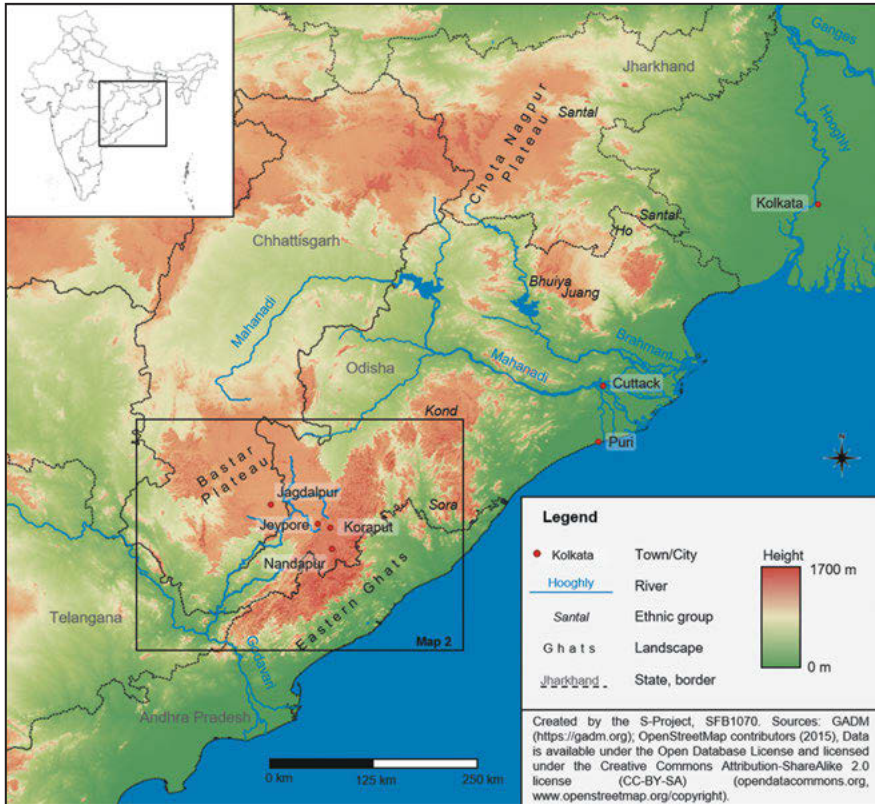 Ganges
Jharkhand
Santal
Chota Nagpur
Plateau
Hooghly
Kolkata
Santal
Ho
Chhattisgarh
Bhuiya
Juang
Mahanadi
Brahmani
Mahanadi
Odisha
Cuttack
Kond
Puri
N
Bastar
Plateau
Jagdalpur
Sora
Jeypore
Koraput
Nandapur
Eastern Ghats
Telangana
Map 2
Godavari
Andhra Pradesh
0 km
125 km
250 km
Legend
Kolkata Town/City
Hooghly River
Santal Ethnic group
Ghats Landscape
Jharkhand State, border
Height
1700 m
0 m
Created by the S-Project, SFB1070. Sources: GADM
(https://gadm.org); OpenStreetMap contributors (2015), Data
is available under the Open Database License and licensed
under the Creative Commons Attribution-ShareAlike 2.0
license (CC-BY-SA) (opendatacommons.org,
www.openstreetmap.org/copyright).